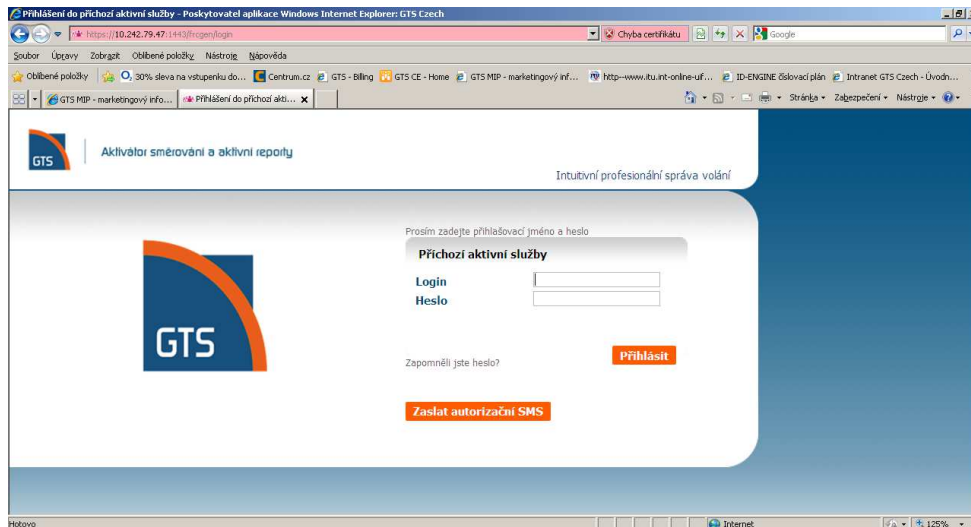 Přihlášení do příchozí aktivní služby - Poskytovatel aplikace Windows Internet Explorer: GTS Czech
https://10.242.79.47:1443/frogen/login
Chyba certifikátu
Google
Soubor Úpravy Zobrazit Oblíbené položky Nástroje Nápověda
Oblíbené položky 30% sleva na vstupenku do... Centrum.cz GTS - Billing GTS CE - Home GTS MIP - marketingový inf... http--www.itu.int-online-uif... ID-ENGINE číslovací plán Intranet GTS Czech - Úvodn...
GTS MIP - marketingový info... Přihlášení do příchozí akti... Stránka Zabezpečení Nástroje
GTS
Aktivátor směrování a aktivní reporty
Intuitivní profesionální správa volání
Prosím zadejte přihlašovací jméno a heslo
Příchozí aktivní služby
Login
Heslo
GTS
Přihlásit
Zapomněli jste heslo?
Zaslat autorizační SMS
Hotovo
Internet
125%